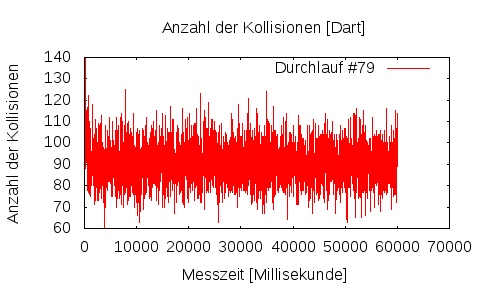 Anzahl der Kollisionen [Dart]
Durchlauf #79
Anzahl der Kollisionen
140
130
120
110
100
90
80
70
60
0 10000 20000 30000 40000 50000 60000 70000
Messzeit [Millisekunde]